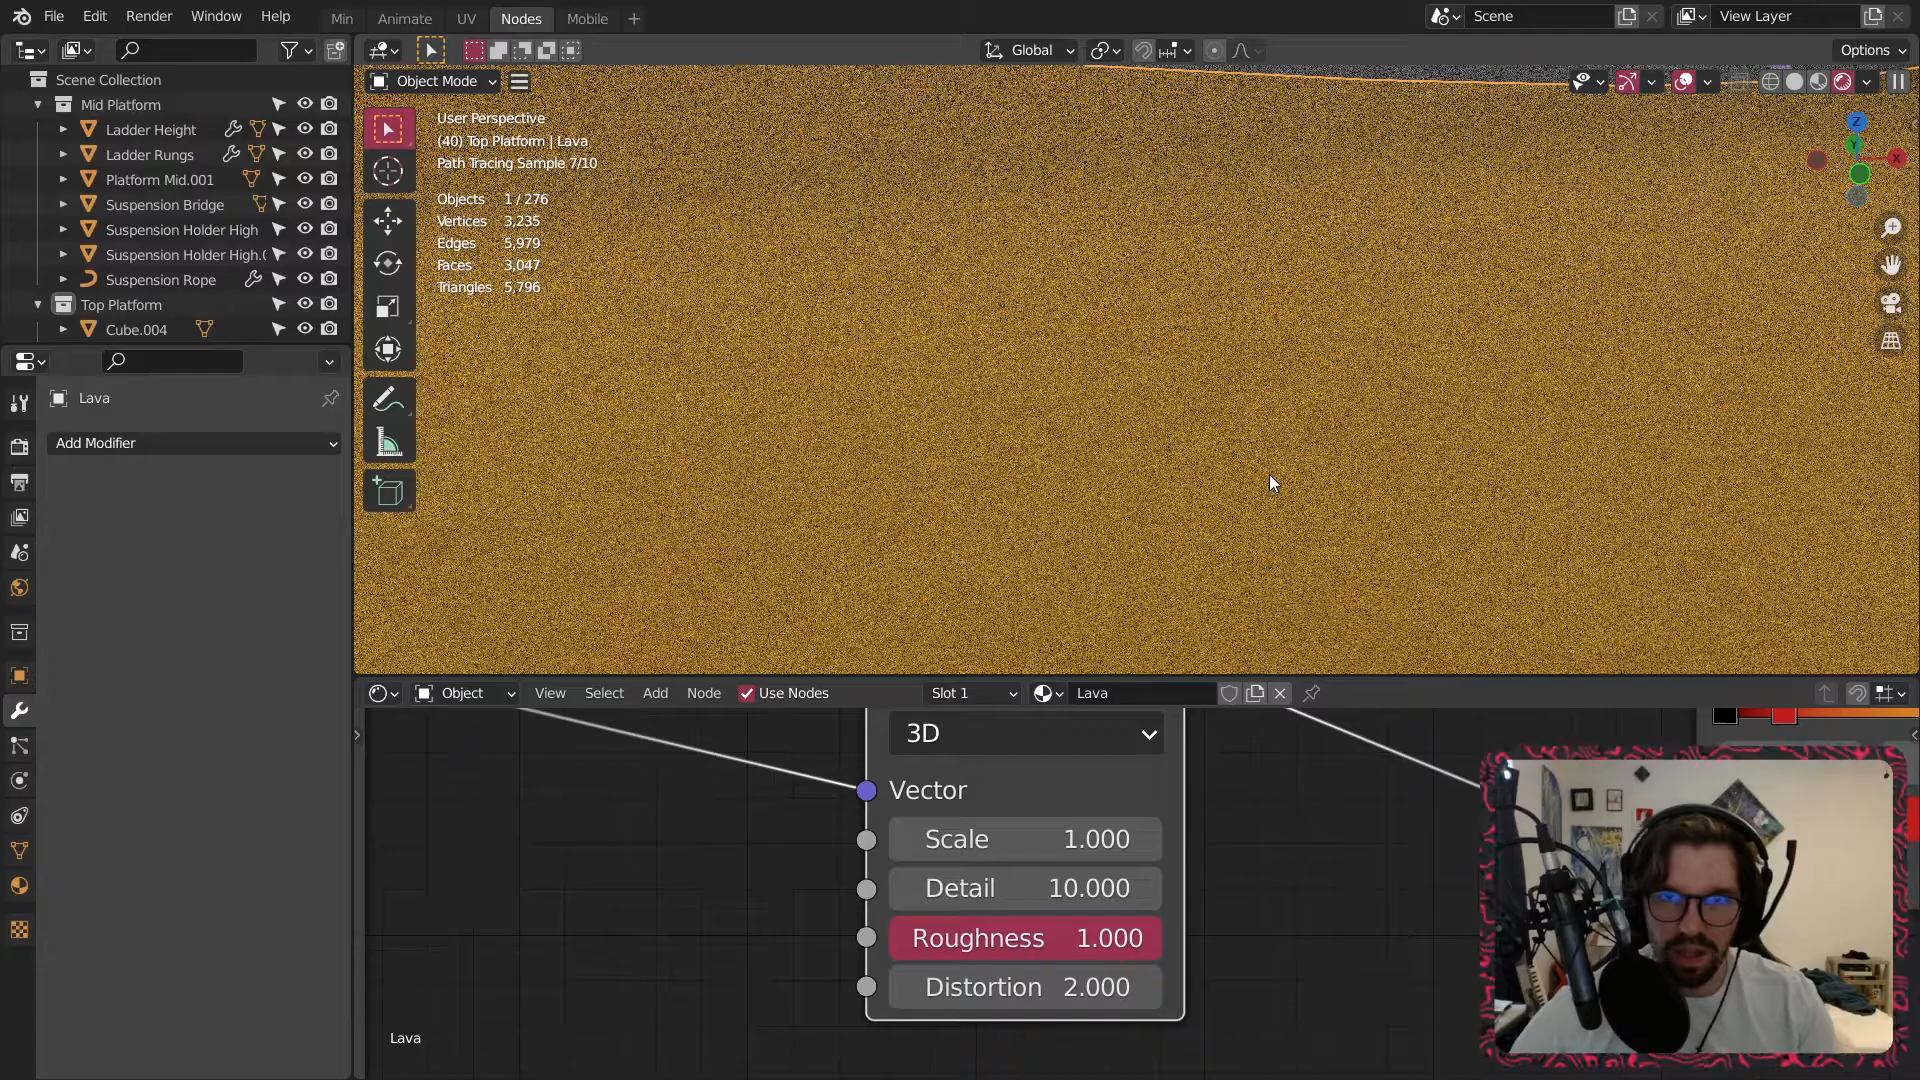 File Edit Render Window Help Min Animate UV Nodes Mobile + Scene View Layer
Global Options
Scene Collection
Object Mode
Mid Platform
Ladder Height
Ladder Rungs
Platform Mid.001
Suspension Bridge
Suspension Holder High
Suspension Holder High.(
Suspension Rope
Top Platform
Cube.004
User Perspective
(40) Top Platform | Lava
Path Tracing Sample 7/10
Objects 1 / 276
Vertices 3,235
Edges 5,979
Faces 3,047
Triangles 5,796
Z
Y
X
Lava
Add Modifier
Object View Select Add Node Use Nodes Slot 1 Lava
3D
Vector
Scale 1.000
Detail 10.000
Roughness 1.000
Distortion 2.000
Lava